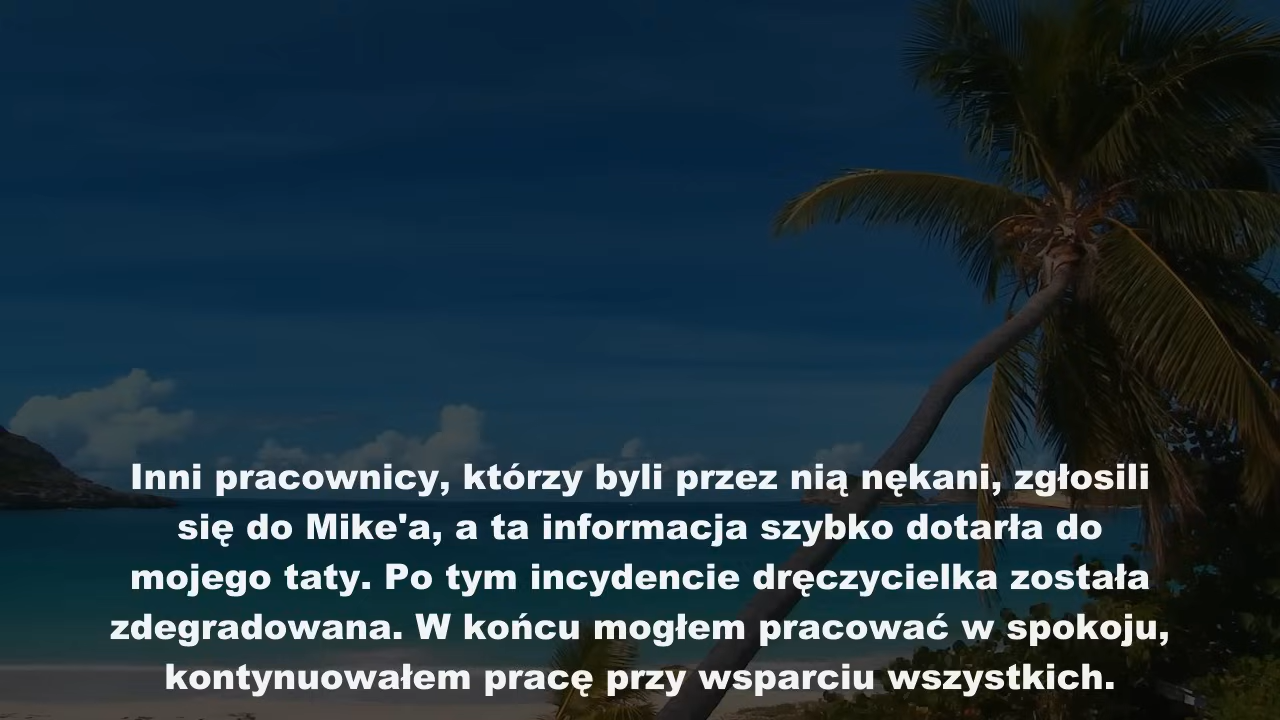 Inni pracownicy, którzy byli przez nią nękani, zgłosili
się do Mike'a, a ta informacja szybko dotarła do
mojego taty. Po tym incydencie dręczycielka została
zdegradowana. W końcu mogłem pracować w spokoju,
kontynuowałem pracę przy wsparciu wszystkich.